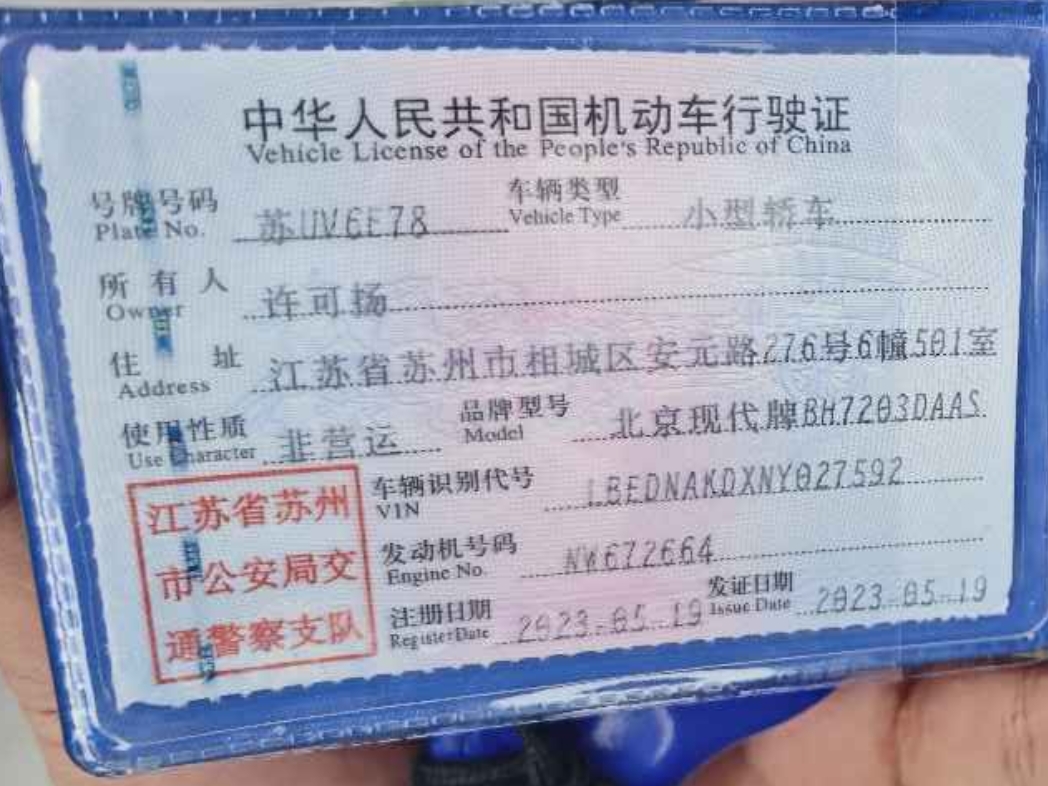 中华人民共和国机动车行驶证
Vehicle License of the People's Republic of China
号牌号码 苏UV6E78 车辆类型 小型轿车
Plate No. Vehicle Type
所有人 许可扬
Owner
住址 江苏省苏州市相城区安元路276号6幢501室
Address
使用性质 非营运 品牌型号 北京现代牌BH7203DAAS
Use Character Model
江苏省苏州
市公安局交
通警察支队
车辆识别代号 LBEDNAKDXNY027592
VIN
发动机号码 NW672664
Engine No.
注册日期 2023-05-19 发证日期 2023-05-19
Register Date Issue Date